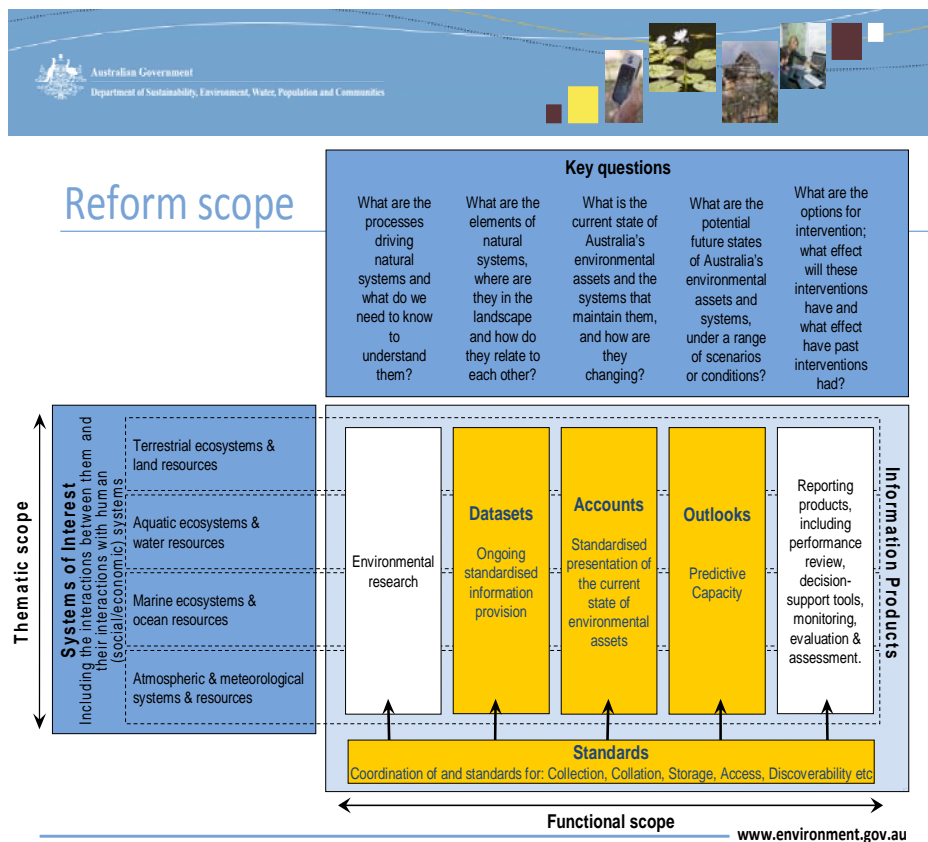 Australian Government
Department of Sustainability, Environment, Water, Population and Communities
Reform scope
Key questions
What are the
processes
driving
natural
systems and
what do we
need to know
to
understand
them?
What are the
elements of
natural
systems,
where are
they in the
landscape
and how do
they relate to
each other?
What is the
current state of
Australia's
environmental
assets and the
systems that
maintain them,
and how are
they
changing?
What are the
potential
future states
of Australia's
environmental
assets and
systems,
under a range
of scenarios
or conditions?
What are the
options for
intervention;
what effect
will these
interventions
have and
what effect
have past
interventions
had?
Thematic scope
Systems of Interest
Including the interactions between them and
their interactions with human
(social/economic) systems
Terrestrial ecosystems &
land resources
Aquatic ecosystems &
water resources
Marine ecosystems &
ocean resources
Atmospheric & meteorological
systems & resources
Environmental
research
Datasets
Ongoing
standardised
information
provision
Accounts
Standardised
presentation of
the current
state of
environmental
assets
Outlooks
Predictive
Capacity
Reporting
products,
including
performance
review,
decision-
support tools,
monitoring,
evaluation &
assessment.
Information Products
Standards
Coordination of and standards for: Collection, Collation, Storage, Access, Discoverability etc
Functional scope
www.environment.gov.au